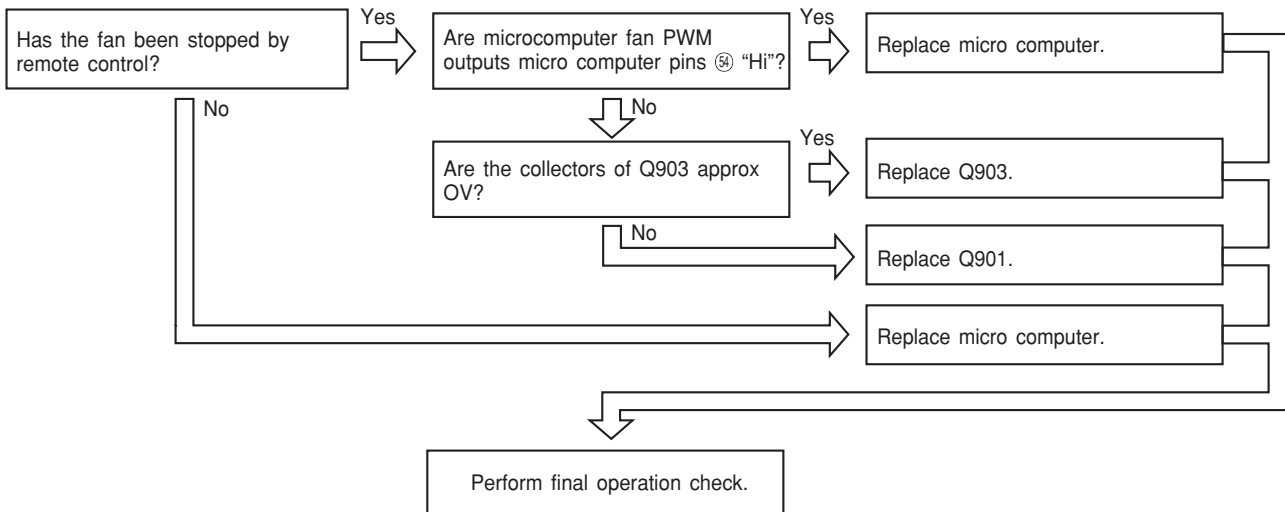 Yes
Yes
Has the fan been stopped by
remote control?
Are microcomputer fan PWM
outputs micro computer pins ㊴ “Hi”?
Replace micro computer.
No
No
Yes
Are the collectors of Q903 approx
OV?
Replace Q903.
No
Replace Q901.
Replace micro computer.
Perform final operation check.